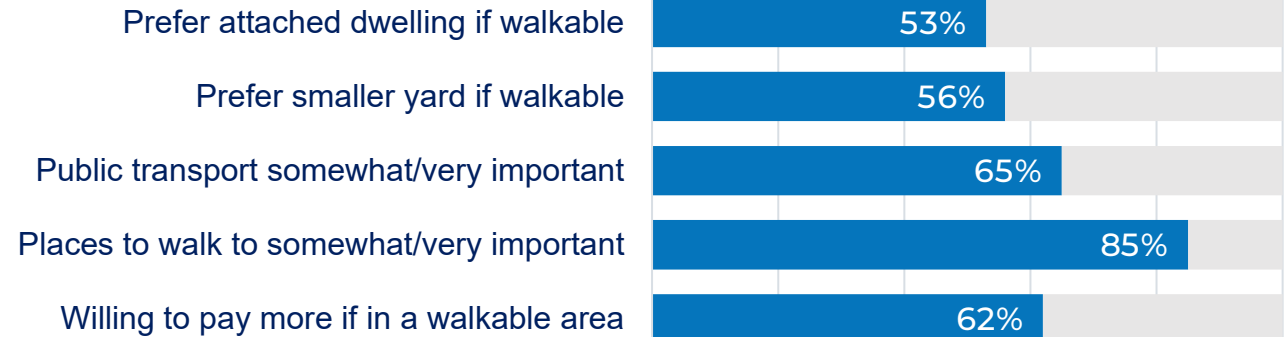 Prefer attached dwelling if walkable 53%
Prefer smaller yard if walkable 56%
Public transport somewhat/very important 65%
Places to walk to somewhat/very important 85%
Willing to pay more if in a walkable area 62%